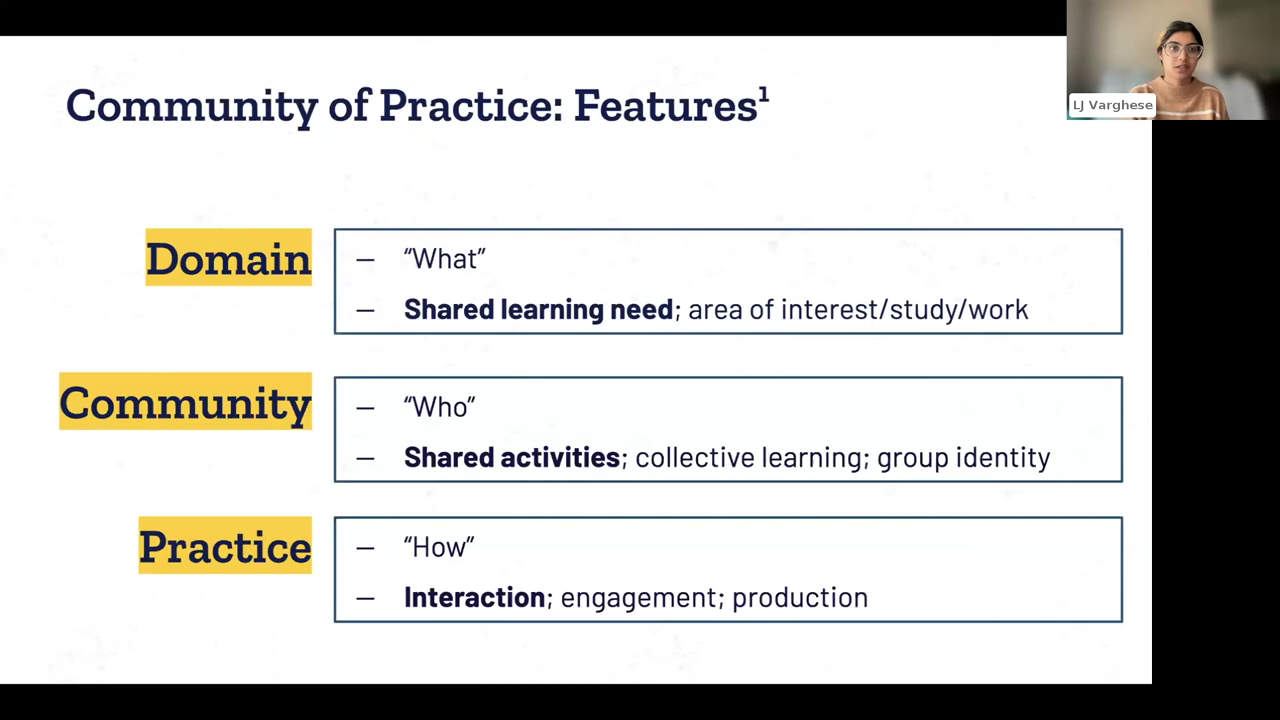 Community of Practice: Features¹
LJ Varghese
Domain
— “What”
— Shared learning need; area of interest/study/work
Community
— “Who”
— Shared activities; collective learning; group identity
Practice
— “How”
— Interaction; engagement; production